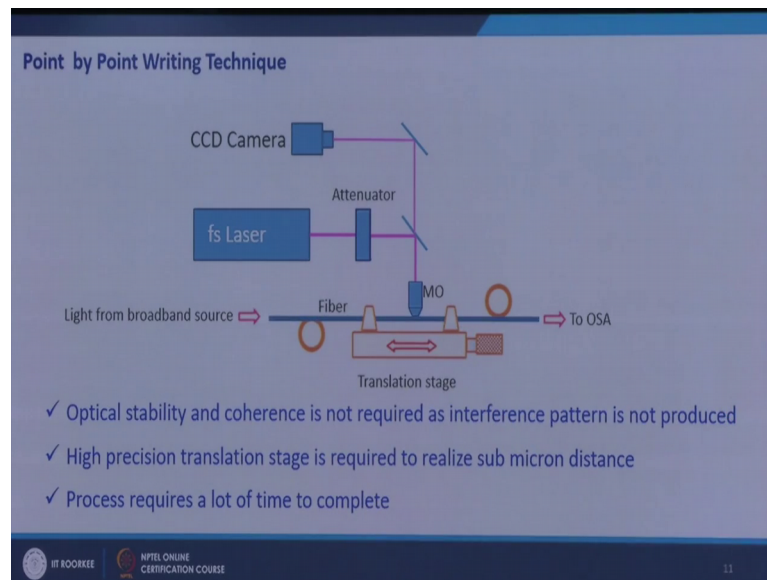 Point by Point Writing Technique
CCD Camera
Attenuator
fs Laser
MO
Fiber
Light from broadband source
To OSA
Translation stage
✓ Optical stability and coherence is not required as interference pattern is not produced
✓ High precision translation stage is required to realize sub micron distance
✓ Process requires a lot of time to complete
IIT ROORKEE
NPTEL ONLINE
CERTIFICATION COURSE
11